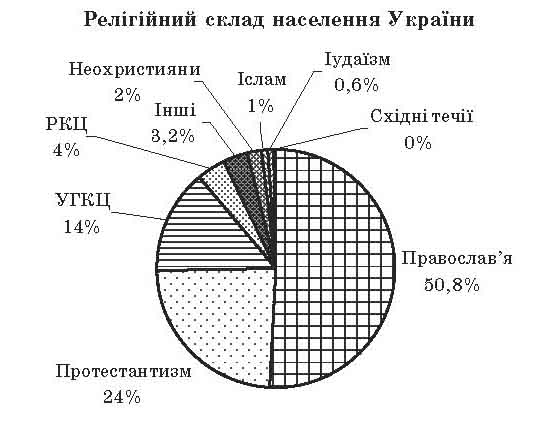 Релігійний склад населення України
Неохристияни
2%
Іслам
1%
Іудаїзм
0,6%
Інші
3,2%
Східні течії
0%
РКЦ
4%
УГКЦ
14%
Православ’я
50,8%
Протестантизм
24%